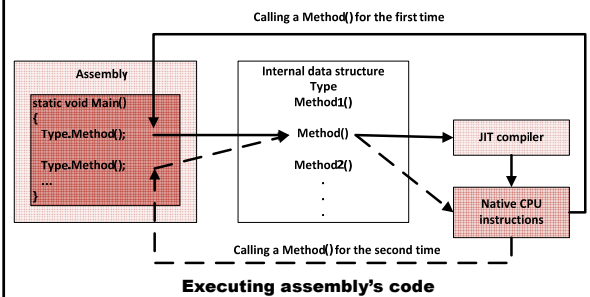 Calling a Method() for the first time
Assembly
static void Main()
{
Type.Method();
Type.Method();
...
}
Internal data structure
Type
Method1()
Method()
Method2()
.
.
.
JIT compiler
Native CPU
instructions
Calling a Method() for the second time
Executing assembly's code